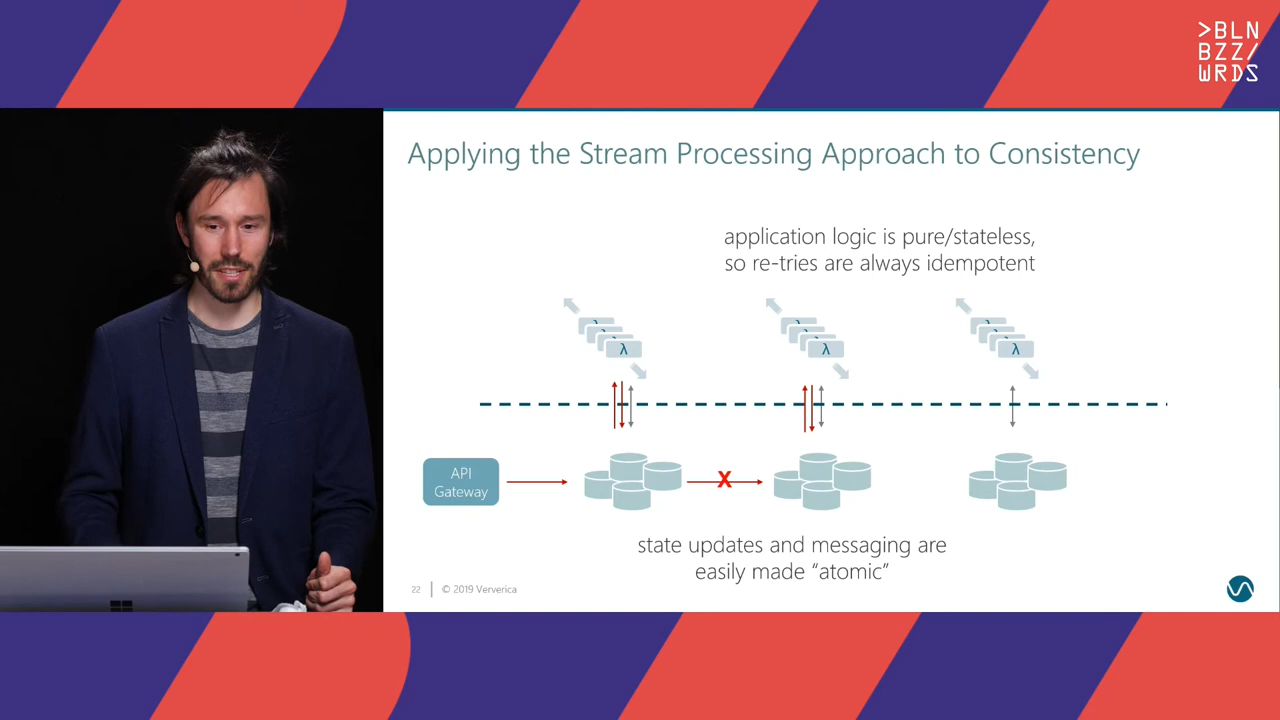 >BLN
BZZ/
WRDS
Applying the Stream Processing Approach to Consistency
application logic is pure/stateless,
so re-tries are always idempotent
λ
λ
λ
API
Gateway
X
state updates and messaging are
easily made “atomic”
22
© 2019 Ververica